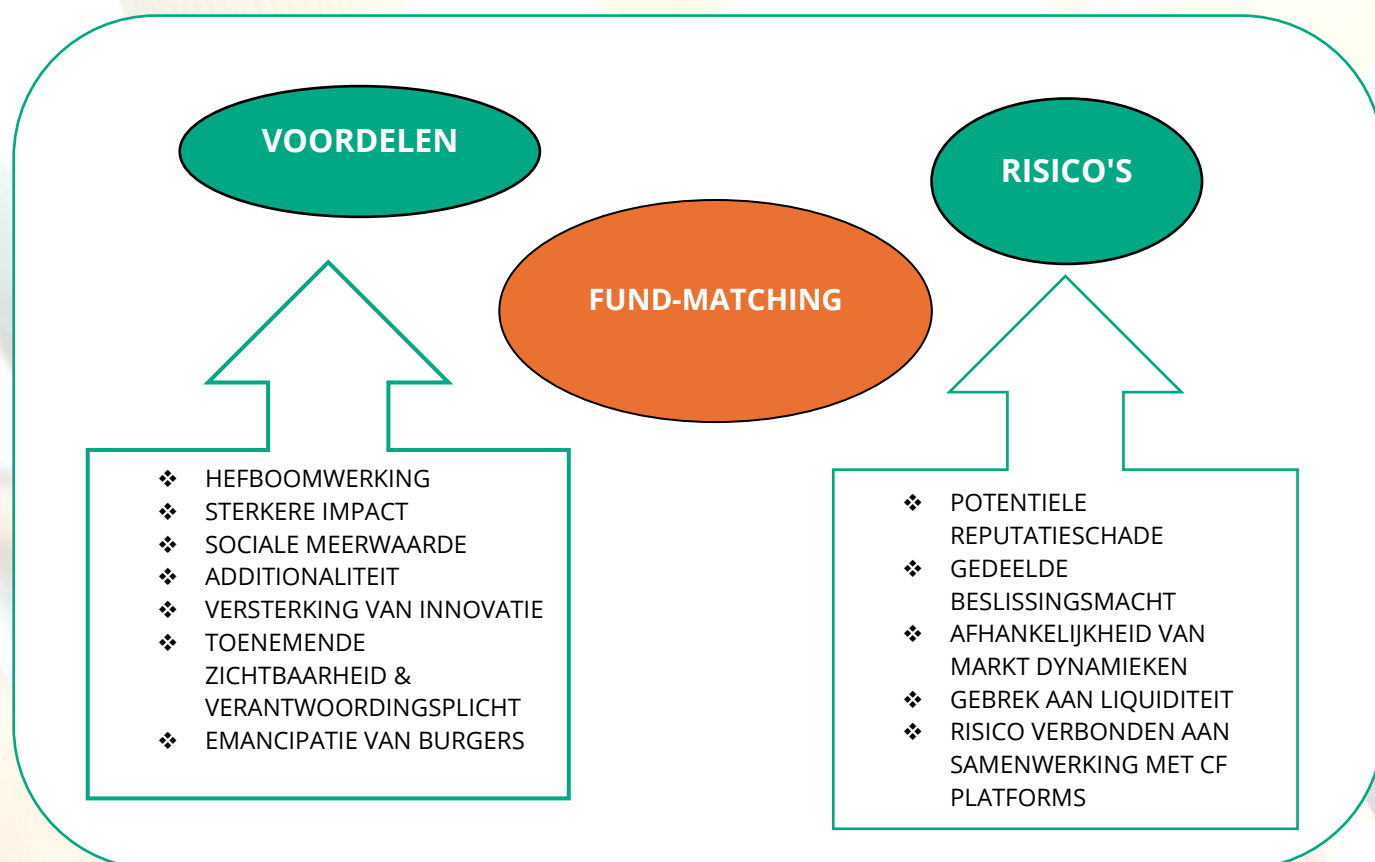 VOORDELEN
RISICO'S
FUND-MATCHING
❖ HEFBOOMWERKING
❖ STERKERE IMPACT
❖ SOCIALE MEERWAARDE
❖ ADDITIONALITEIT
❖ VERSTERKING VAN INNOVATIE
❖ TOENEMENDE
ZICHTBAARHEID &
VERANTWOORDINGSPLICHT
❖ EMANCIPATIE VAN BURGERS
❖ POTENTIELE
REPUTATIESCHADE
❖ GEDEELDE
BESLISSINGSMACHT
❖ AFHANKELIJKHEID VAN
MARKT DYNAMIEKEN
❖ GEBREK AAN LIQUIDITEIT
❖ RISICO VERBONDEN AAN
SAMENWERKING MET CF
PLATFORMS